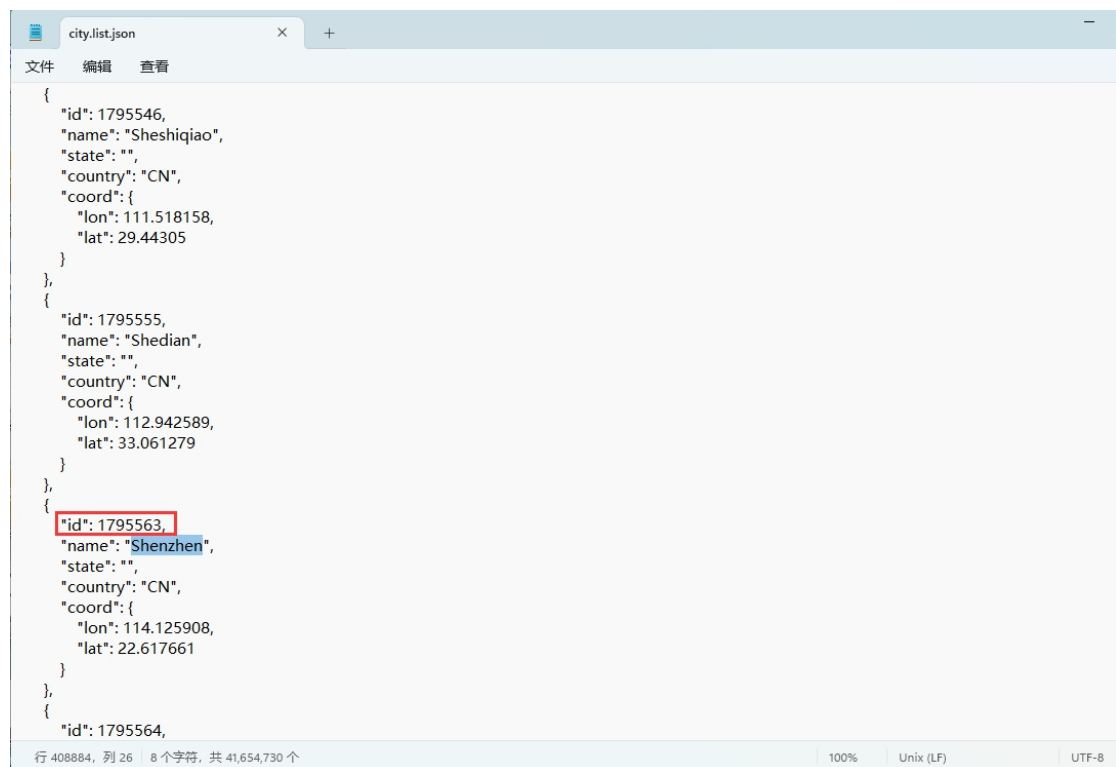 city.list.json
文件 编辑 查看
{
"id": 1795546,
"name": "Sheshiqiao",
"state": "",
"country": "CN",
"coord": {
"lon": 111.518158,
"lat": 29.44305
}
},
{
"id": 1795555,
"name": "Shedian",
"state": "",
"country": "CN",
"coord": {
"lon": 112.942589,
"lat": 33.061279
}
},
{
"id": 1795563,
"name": "Shenzhen",
"state": "",
"country": "CN",
"coord": {
"lon": 114.125908,
"lat": 22.617661
}
},
{
"id": 1795564,
行 408884，列 26 8 个字符，共 41,654,730 个 100% Unix (LF) UTF-8